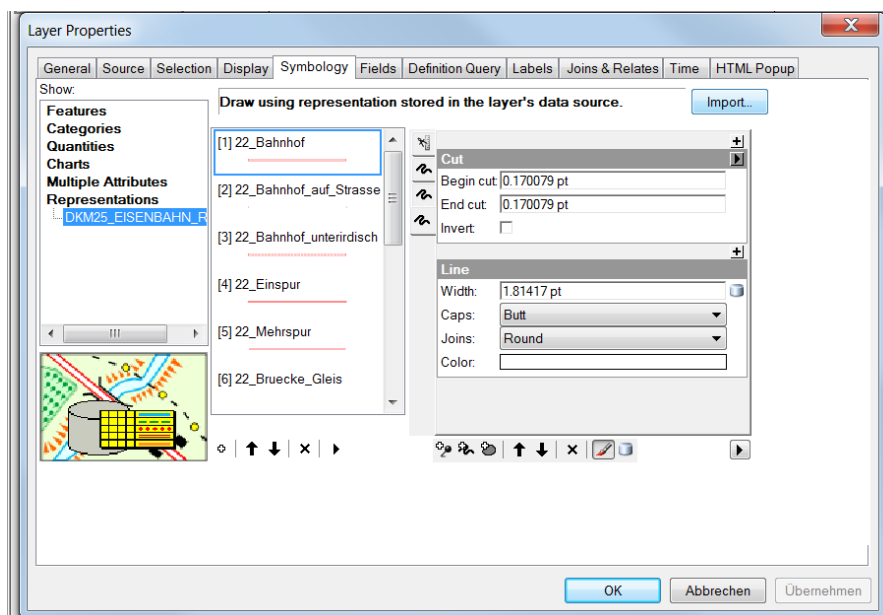 Layer Properties
General Source Selection Display Symbology Fields Definition Query Labels Joins & Relates Time HTML Popup
Show:
Features
Categories
Quantities
Charts
Multiple Attributes
Representations
DKM25_EISENBAHN_R
Draw using representation stored in the layer's data source.
Import...
[1] 22_Bahnhof
[2] 22_Bahnhof_auf_Strasse
[3] 22_Bahnhof_unterirdisch
[4] 22_Einspur
[5] 22_Mehrspur
[6] 22_Bruecke_Gleis
Cut
Begin cut: 0.170079 pt
End cut: 0.170079 pt
Invert:
Line
Width: 1.81417 pt
Caps: Butt
Joins: Round
Color:
OK Abbrechen Übernehmen